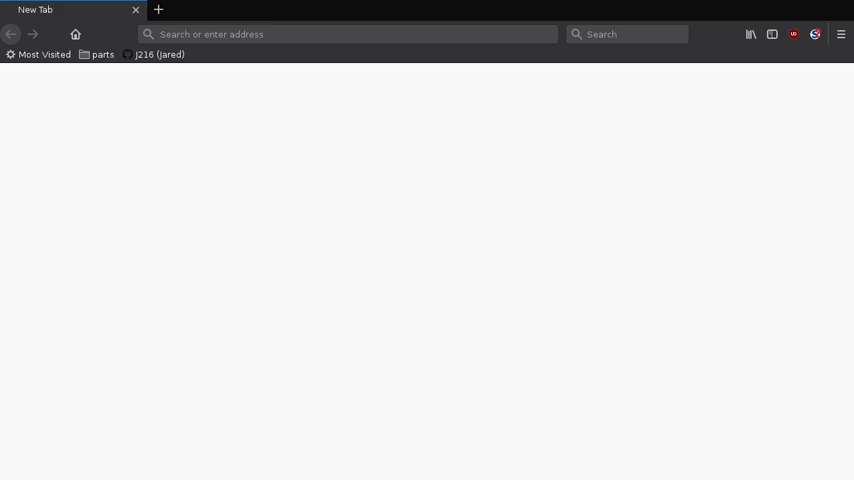 New Tab
Search or enter address
Search
Most Visited
parts
J216 (Jared)